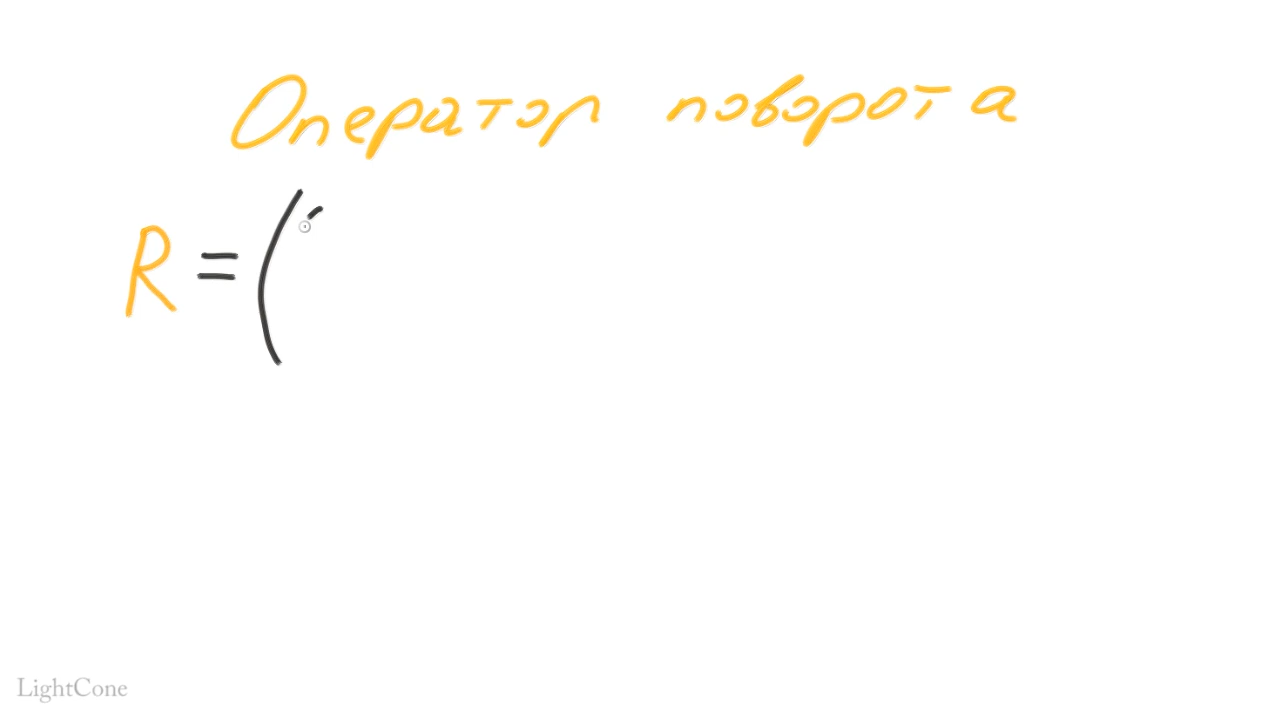 Оператор поворота
R = (
LightCone